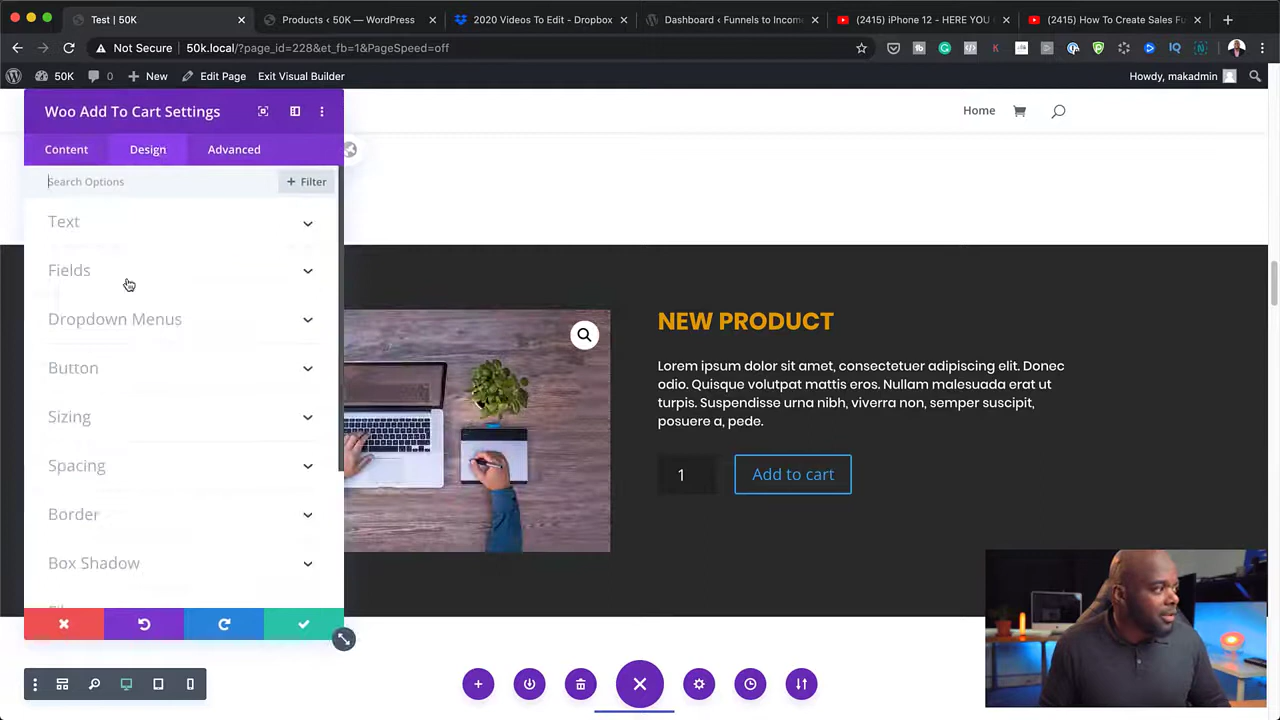 Test | 50K
Products ‹ 50K — WordPress
2020 Videos To Edit - Dropbox
Dashboard ‹ Funnels to Income
(2415) iPhone 12 - HERE YOU
(2415) How To Create Sales Fu
Not Secure | 50k.local/?page_id=228&et_fb=1&PageSpeed=off
50K
0
New
Edit Page
Exit Visual Builder
Howdy, makadmin
Woo Add To Cart Settings
Home
Content
Design
Advanced
Search Options
+ Filter
Text
Fields
Dropdown Menus
Button
Sizing
Spacing
Border
Box Shadow
NEW PRODUCT
Lorem ipsum dolor sit amet, consectetuer adipiscing elit. Donec
odio. Quisque volutpat mattis eros. Nullam malesuada erat ut
turpis. Suspendisse urna nibh, viverra non, semper suscipit,
posuere a, pede.
1
Add to cart